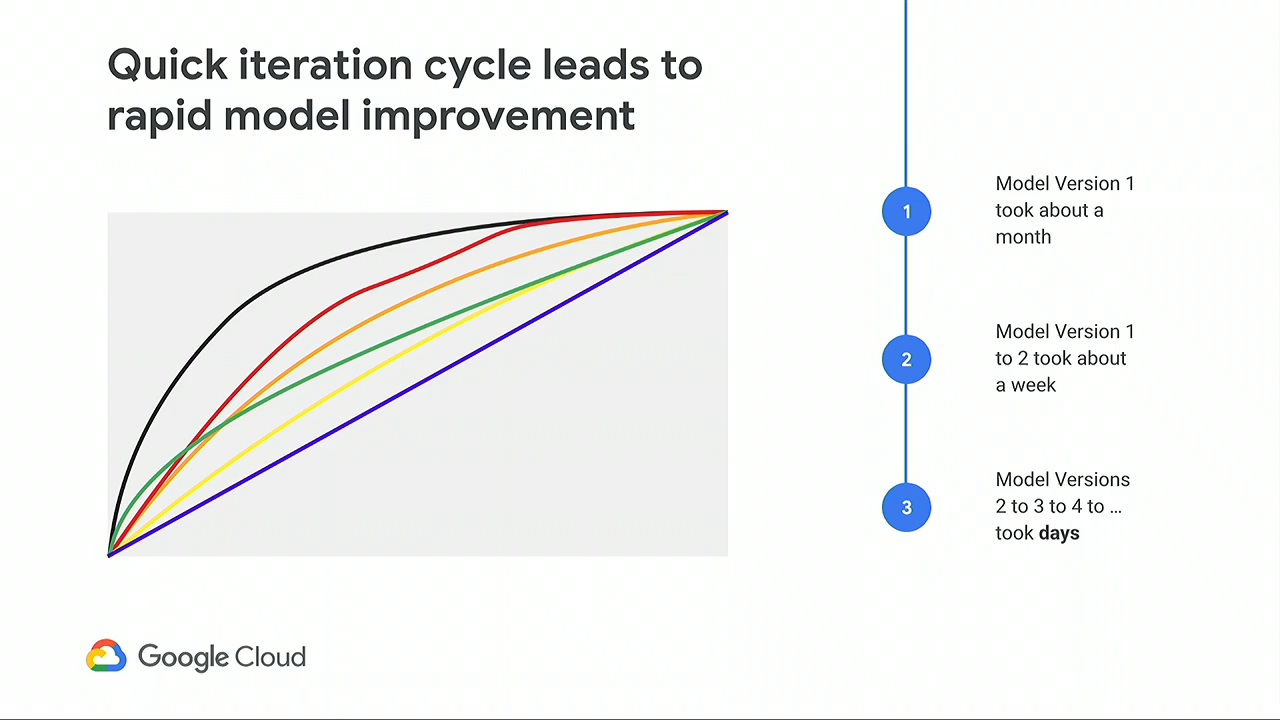 Quick iteration cycle leads to
rapid model improvement
1
Model Version 1
took about a
month
2
Model Version 1
to 2 took about
a week
3
Model Versions
2 to 3 to 4 to ...
took days
Google Cloud